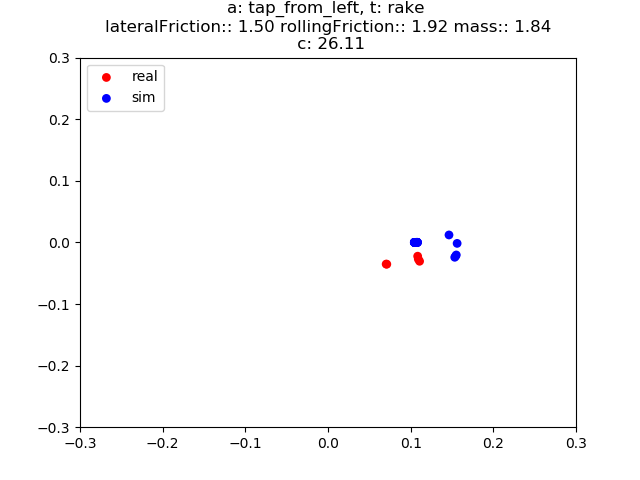 a: tap_from_left, t: rake
lateralFriction:: 1.50 rollingFriction:: 1.92 mass:: 1.84
c: 26.11
real
sim
0.3
0.2
0.1
0.0
−0.1
−0.2
−0.3
−0.3 −0.2 −0.1 0.0 0.1 0.2 0.3